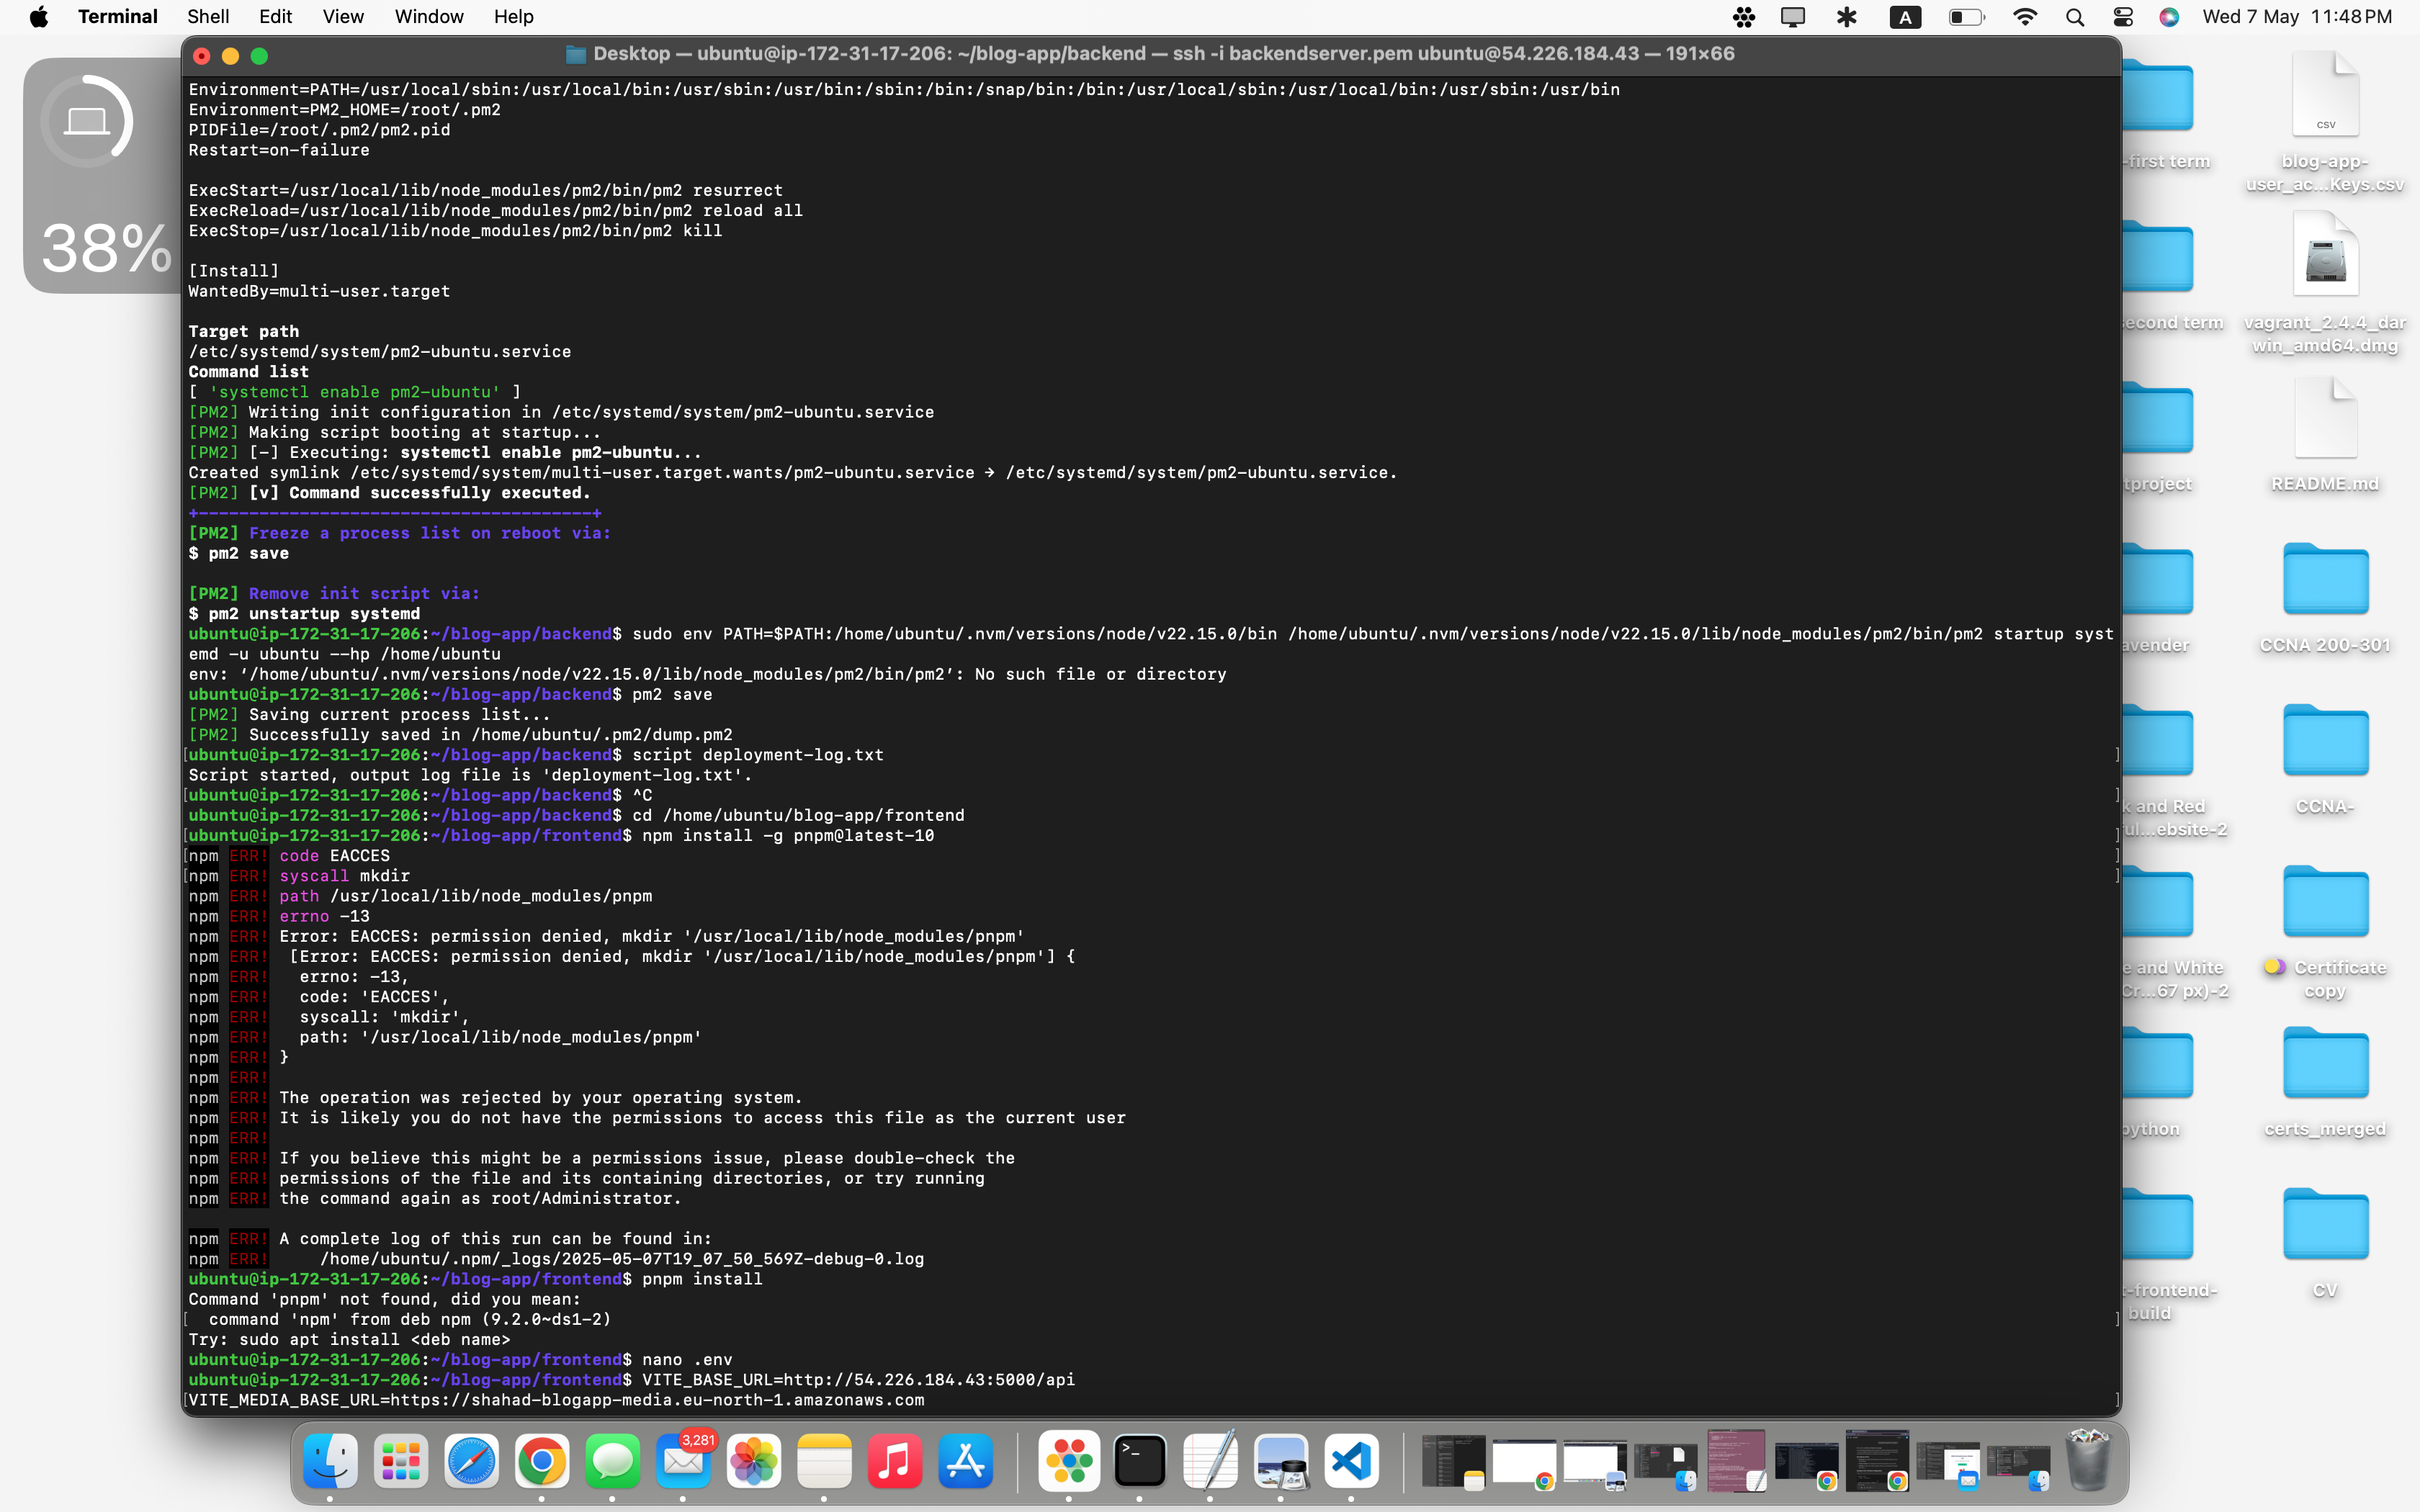 Terminal Shell Edit View Window Help
A
Wed 7 May 11:48 PM
Desktop — ubuntu@ip-172-31-17-206: ~/blog-app/backend — ssh -i backendserver.pem ubuntu@54.226.184.43 — 191×66
38%
Environment=PATH=/usr/local/sbin:/usr/local/bin:/usr/sbin:/usr/bin:/sbin:/bin:/snap/bin:/bin:/usr/local/sbin:/usr/local/bin:/usr/sbin:/usr/bin
Environment=PM2_HOME=/root/.pm2
PIDFile=/root/.pm2/pm2.pid
Restart=on-failure
ExecStart=/usr/local/lib/node_modules/pm2/bin/pm2 resurrect
ExecReload=/usr/local/lib/node_modules/pm2/bin/pm2 reload all
ExecStop=/usr/local/lib/node_modules/pm2/bin/pm2 kill
[Install]
WantedBy=multi-user.target
Target path
/etc/systemd/system/pm2-ubuntu.service
Command list
[ 'systemctl enable pm2-ubuntu' ]
[PM2] Writing init configuration in /etc/systemd/system/pm2-ubuntu.service
[PM2] Making script booting at startup...
[PM2] [-] Executing: systemctl enable pm2-ubuntu...
Created symlink /etc/systemd/system/multi-user.target.wants/pm2-ubuntu.service → /etc/systemd/system/pm2-ubuntu.service.
[PM2] [v] Command successfully executed.
+---------------------------------------+
[PM2] Freeze a process list on reboot via:
$ pm2 save
[PM2] Remove init script via:
$ pm2 unstartup systemd
ubuntu@ip-172-31-17-206:~/blog-app/backend$ sudo env PATH=$PATH:/home/ubuntu/.nvm/versions/node/v22.15.0/bin /home/ubuntu/.nvm/versions/node/v22.15.0/lib/node_modules/pm2/bin/pm2 startup syst
emd -u ubuntu --hp /home/ubuntu
env: ‘/home/ubuntu/.nvm/versions/node/v22.15.0/lib/node_modules/pm2/bin/pm2’: No such file or directory
ubuntu@ip-172-31-17-206:~/blog-app/backend$ pm2 save
[PM2] Saving current process list...
[PM2] Successfully saved in /home/ubuntu/.pm2/dump.pm2
[ubuntu@ip-172-31-17-206:~/blog-app/backend$ script deployment-log.txt ]
Script started, output log file is 'deployment-log.txt'.
[ubuntu@ip-172-31-17-206:~/blog-app/backend$ ^C ]
ubuntu@ip-172-31-17-206:~/blog-app/backend$ cd /home/ubuntu/blog-app/frontend
[ubuntu@ip-172-31-17-206:~/blog-app/frontend$ npm install -g pnpm@latest-10 ]
[npm ERR! code EACCES ]
[npm ERR! syscall mkdir ]
npm ERR! path /usr/local/lib/node_modules/pnpm
npm ERR! errno -13
npm ERR! Error: EACCES: permission denied, mkdir '/usr/local/lib/node_modules/pnpm'
npm ERR!  [Error: EACCES: permission denied, mkdir '/usr/local/lib/node_modules/pnpm'] {
npm ERR!   errno: -13,
npm ERR!   code: 'EACCES',
npm ERR!   syscall: 'mkdir',
npm ERR!   path: '/usr/local/lib/node_modules/pnpm'
npm ERR! }
npm ERR!
npm ERR! The operation was rejected by your operating system.
npm ERR! It is likely you do not have the permissions to access this file as the current user
npm ERR!
npm ERR! If you believe this might be a permissions issue, please double-check the
npm ERR! permissions of the file and its containing directories, or try running
npm ERR! the command again as root/Administrator.
npm ERR! A complete log of this run can be found in:
npm ERR!     /home/ubuntu/.npm/_logs/2025-05-07T19_07_50_569Z-debug-0.log
ubuntu@ip-172-31-17-206:~/blog-app/frontend$ pnpm install
Command 'pnpm' not found, did you mean:
[  command 'npm' from deb npm (9.2.0~ds1-2) ]
Try: sudo apt install <deb name>
ubuntu@ip-172-31-17-206:~/blog-app/frontend$ nano .env
ubuntu@ip-172-31-17-206:~/blog-app/frontend$ VITE_BASE_URL=http://54.226.184.43:5000/api
[VITE_MEDIA_BASE_URL=https://shahad-blogapp-media.eu-north-1.amazonaws.com ]
-first term
econd term
tproject
avender
k and Red
ful...ebsite-2
e and White
Cr...67 px)-2
python
t-frontend-
build
CSV
blog-app-
user_ac...Keys.csv
vagrant_2.4.4_dar
win_amd64.dmg
README.md
CCNA 200-301
CCNA-
Certificate
copy
certs_merged
CV
3,281